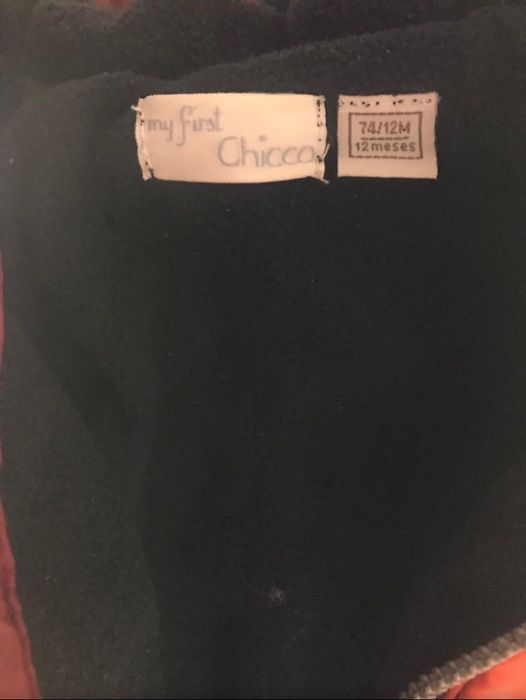 my first
Chicco
74/12M
12 meses